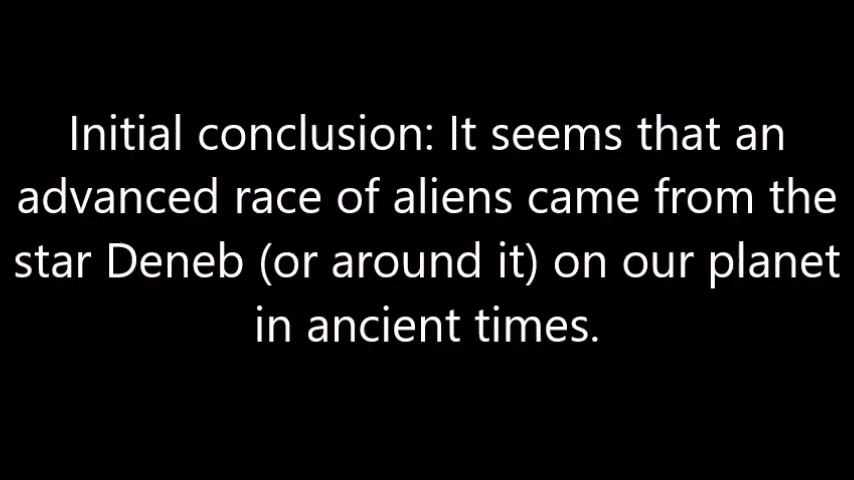 Initial conclusion: It seems that an
advanced race of aliens came from the
star Deneb (or around it) on our planet
in ancient times.